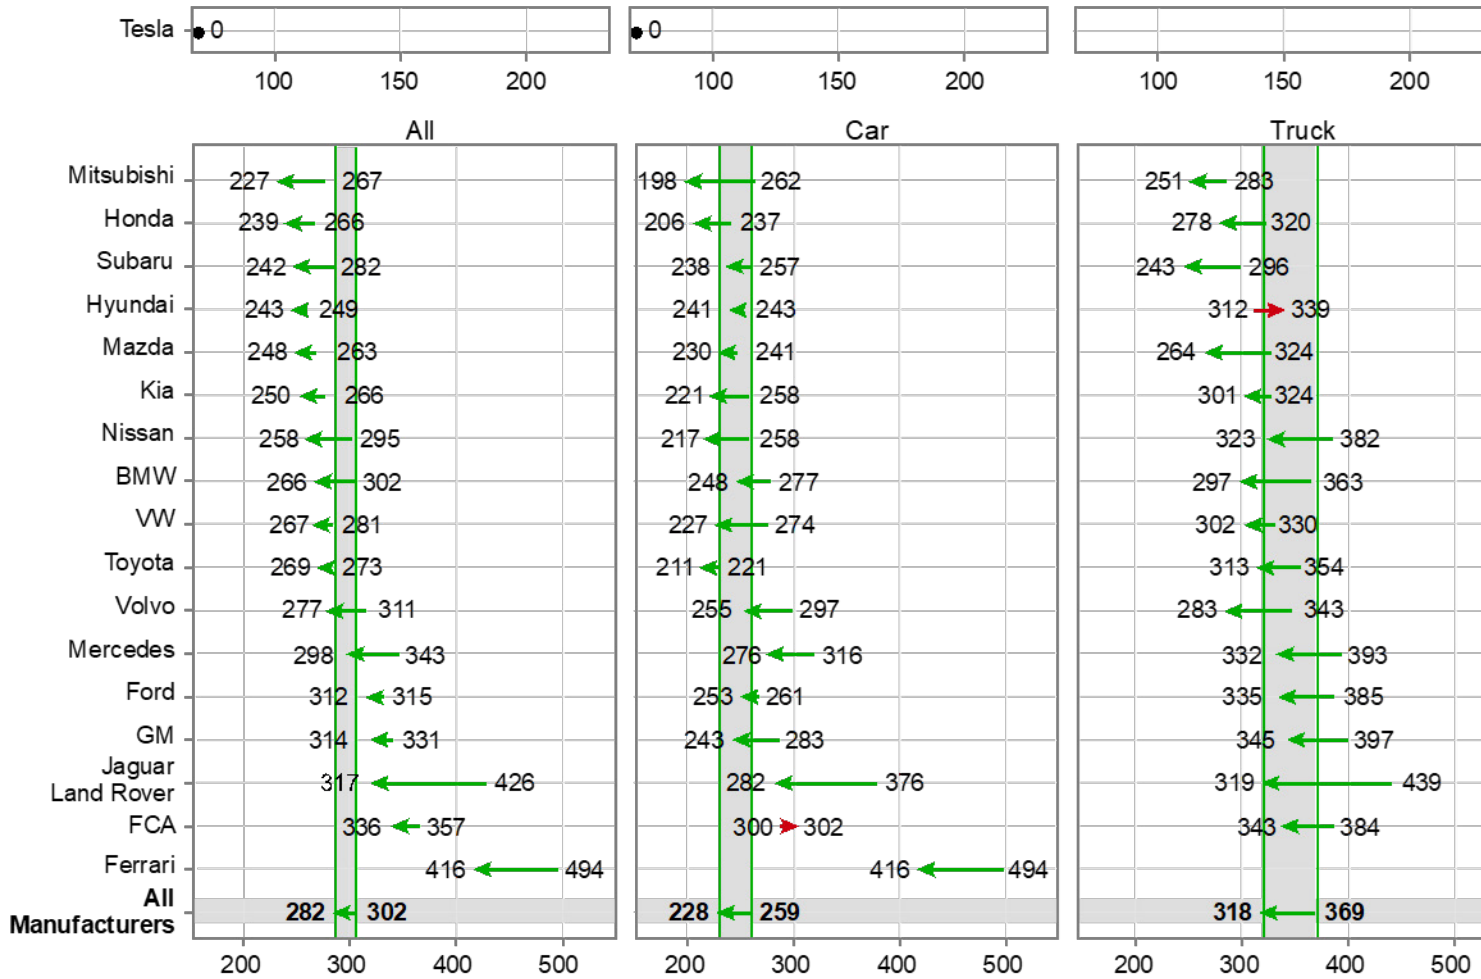 Tesla 0 0
100 150 200 100 150 200 100 150 200
All Car Truck
Mitsubishi 227 267 198 262 251 283
Honda 239 266 206 237 278 320
Subaru 242 282 238 257 243 296
Hyundai 243 249 241 243 312 339
Mazda 248 263 230 241 264 324
Kia 250 266 221 258 301 324
Nissan 258 295 217 258 323 382
BMW 266 302 248 277 297 363
VW 267 281 227 274 302 330
Toyota 269 273 211 221 313 354
Volvo 277 311 255 297 283 343
Mercedes 298 343 276 316 332 393
Ford 312 315 253 261 335 385
GM 314 331 243 283 345 397
Jaguar
Land Rover 317 426 282 376 319 439
FCA 336 357 300 302 343 384
Ferrari 416 494 416 494
All
Manufacturers 282 302 228 259 318 369
200 300 400 500 200 300 400 500 200 300 400 500